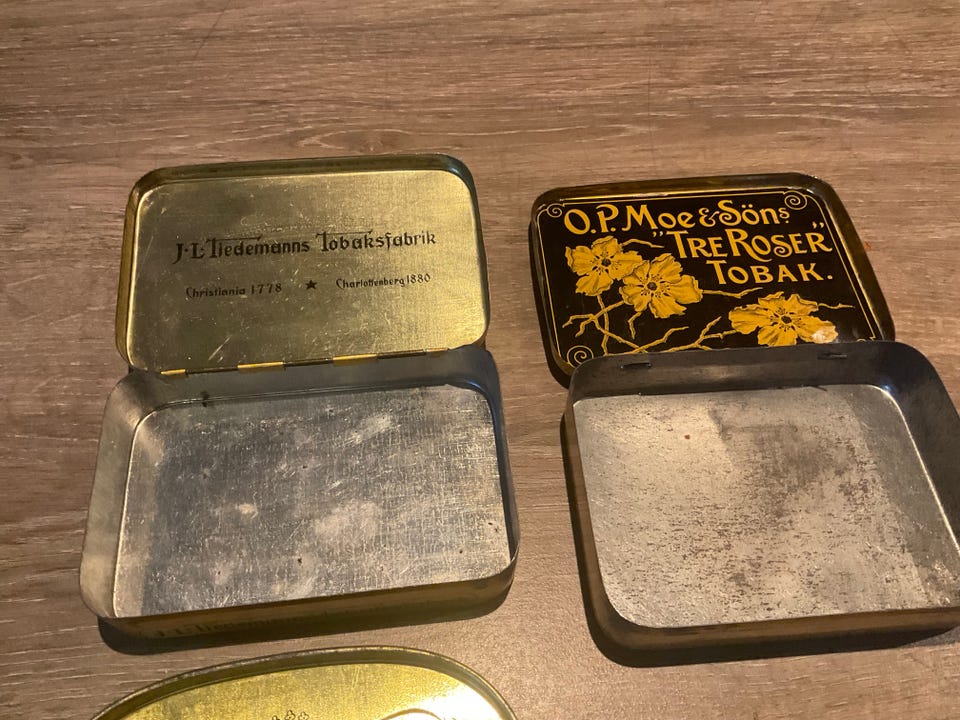 J.L. Tiedemanns Tobaksfabrik
Christiania 1778 ★ Charlottenberg 1880
O.P. Moe & Söns
"Tre Roser"
Tobak.